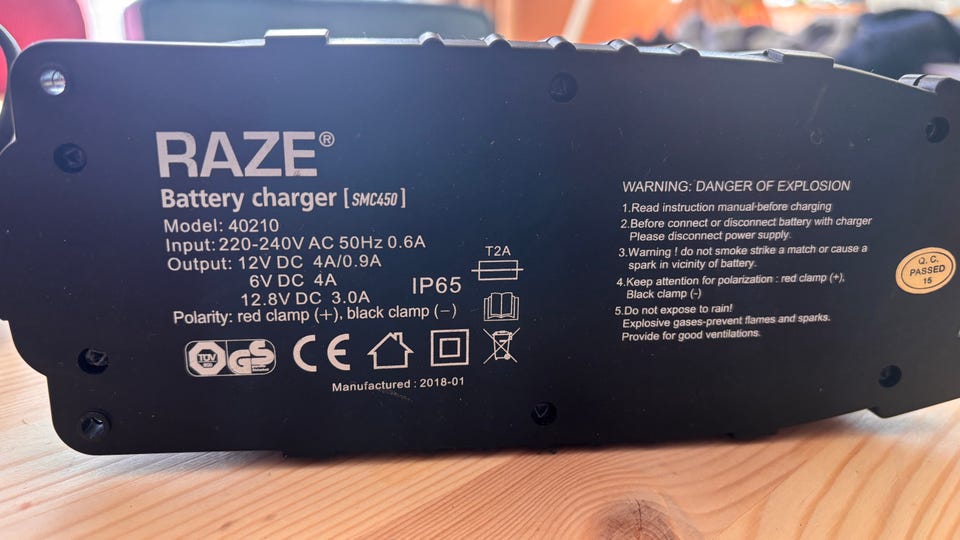 RAZE®
Battery charger [SMC450]
Model: 40210
Input: 220-240V AC 50Hz 0.6A
Output: 12V DC 4A/0.9A
6V DC 4A
12.8V DC 3.0A
Polarity: red clamp (+), black clamp (−)
IP65
T2A
TÜV
GS
CE
Manufactured : 2018-01
WARNING: DANGER OF EXPLOSION
1.Read instruction manual before charging
2.Before connect or disconnect battery with charger
Please disconnect power supply.
3.Warning ! do not smoke strike a match or cause a
spark in vicinity of battery.
4.Keep attention for polarization : red clamp (+),
Black clamp (-)
5.Do not expose to rain!
Explosive gases-prevent flames and sparks.
Provide for good ventilations.
Q.C.
PASSED
15